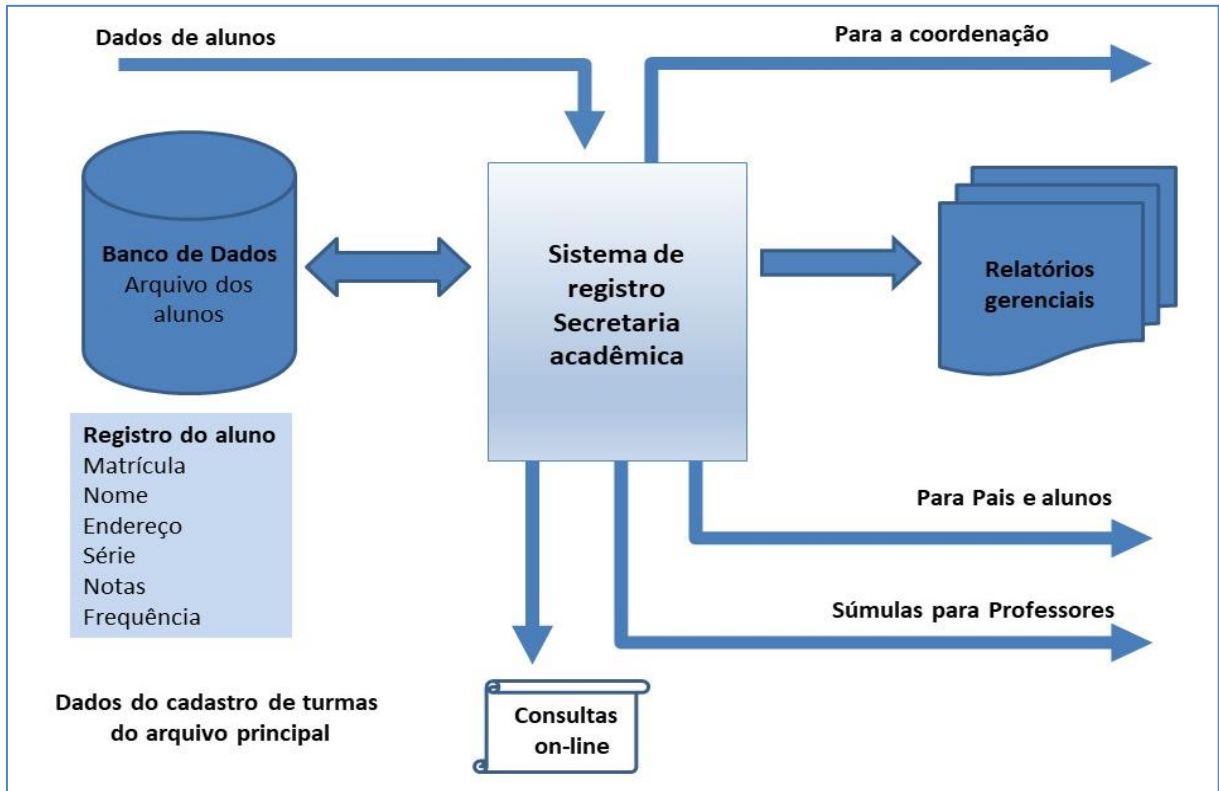 Dados de alunos
Para a coordenação
Banco de Dados
Arquivo dos
alunos
Sistema de
registro
Secretaria
acadêmica
Relatórios
gerenciais
Registro do aluno
Matrícula
Nome
Endereço
Série
Notas
Frequência
Para Pais e alunos
Súmulas para Professores
Dados do cadastro de turmas
do arquivo principal
Consultas
on-line